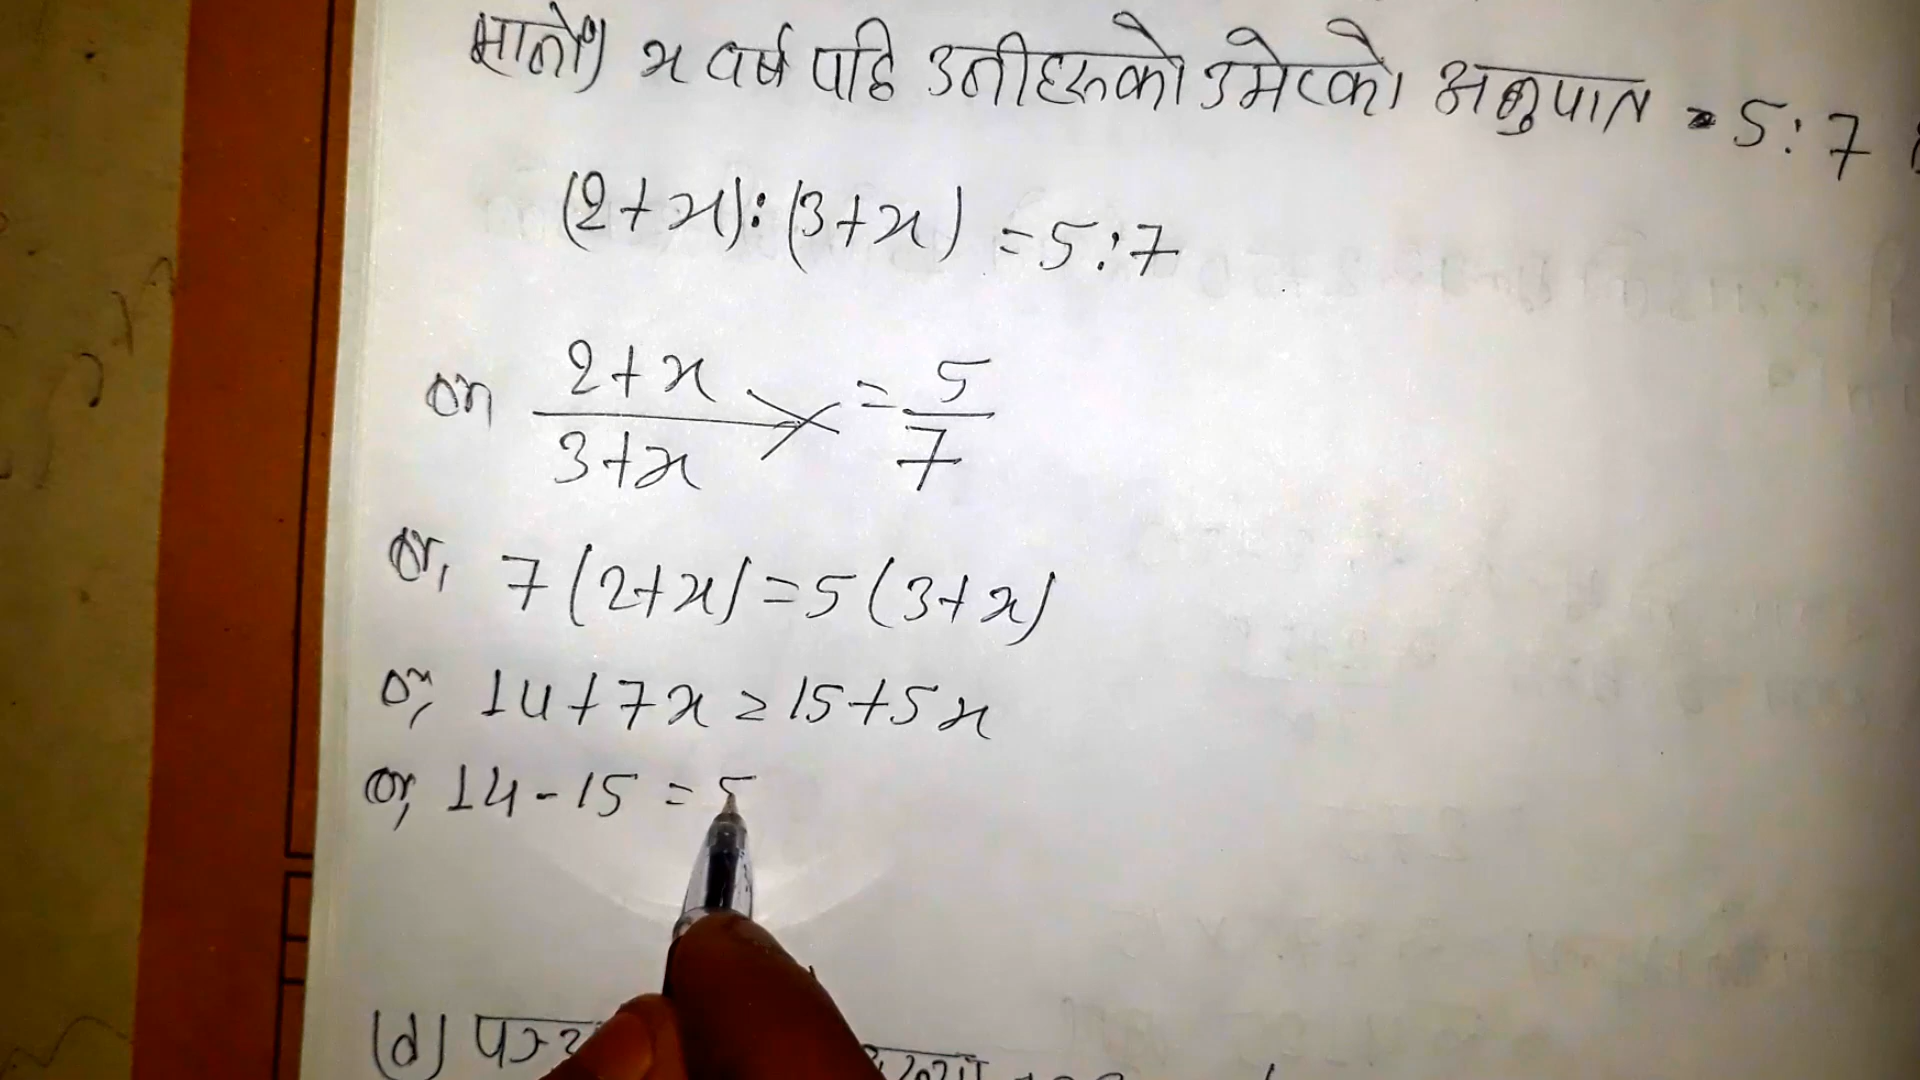 मानौ x वर्ष पछि उनीहरूको उमेरको अनुपात = 5:7
(2+x):(3+x) = 5:7
or 2+x / 3+x = 5/7
or, 7(2+x)=5(3+x)
or, 14+7x=15+5x
or, 14-15=5
(d)